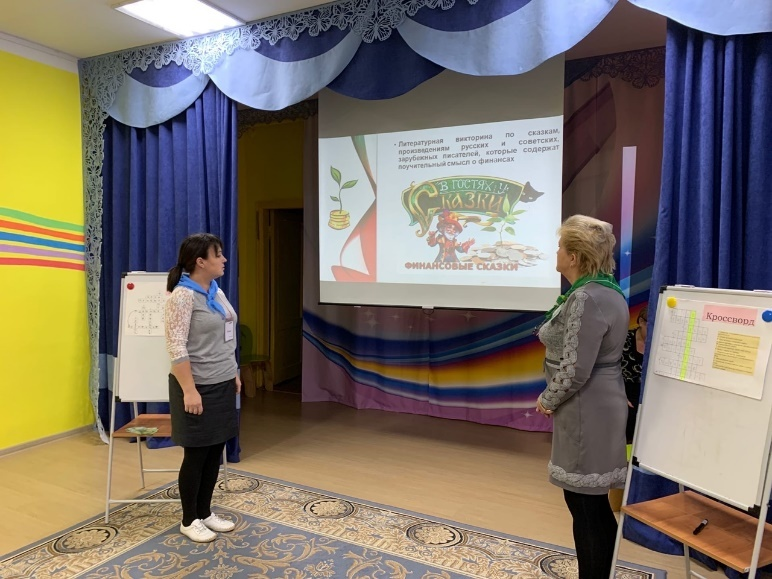 • Литературная викторина по сказкам,
произведениям русских и советских,
зарубежных писателей, которые содержат
поучительный смысл о финансах
В ГОСТЯХ У
Сказки
ФИНАНСОВЫЕ СКАЗКИ
Кроссворд